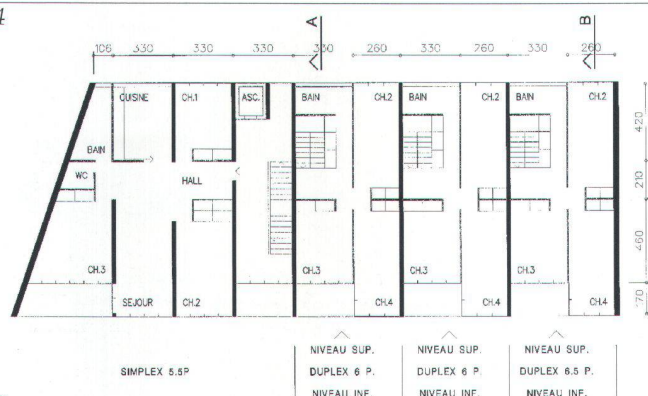 A B
106 330 330 330 330 260 330 260 330 260
CUISINE CH.1 ASC. BAIN CH.2 BAIN CH.2 BAIN CH.2
420
BAIN
WC
HALL
210
460
CH.3 CH.3 CH.3 CH.3
SEJOUR CH.2 CH.4 CH.4 CH.4
170
NIVEAU SUP. NIVEAU SUP. NIVEAU SUP.
SIMPLEX 5.5P DUPLEX 6 P. DUPLEX 6 P. DUPLEX 6.5 P.
NIVEAU INF. NIVEAU INF. NIVEAU INF.